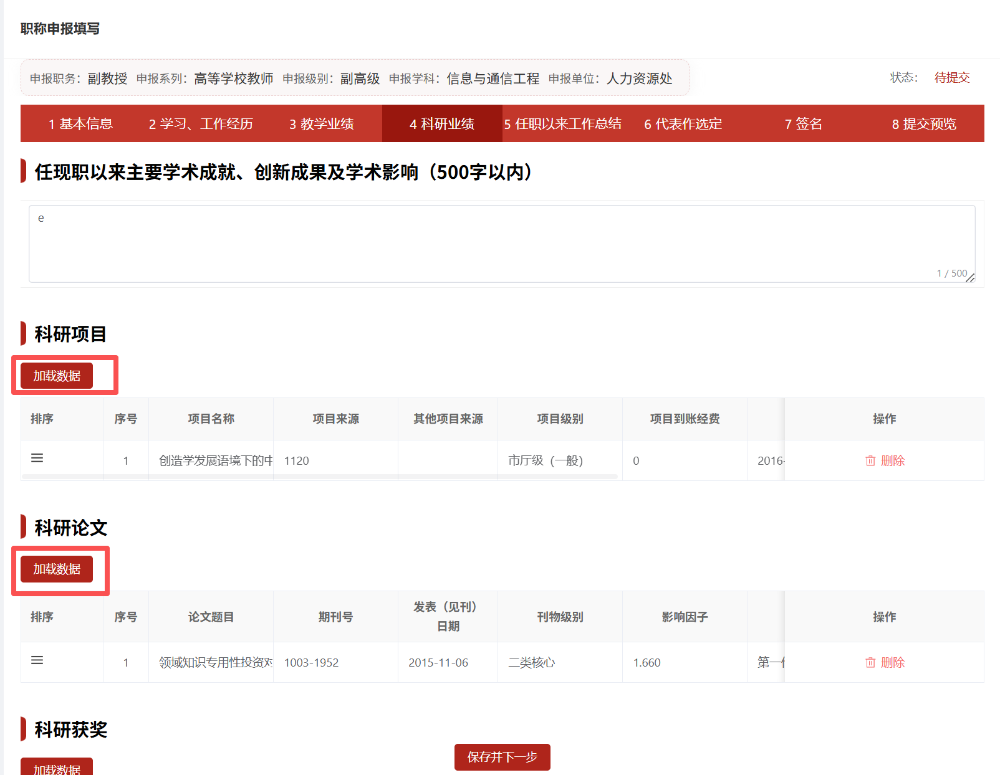 职称申报填写
申报职务：副教授 申报系列：高等学校教师 申报级别：副高级 申报学科：信息与通信工程 申报单位：人力资源处 状态： 待提交
1 基本信息 2 学习、工作经历 3 教学业绩 4 科研业绩 5 任职以来工作总结 6 代表作选定 7 签名 8 提交预览
任现职以来主要学术成就、创新成果及学术影响（500字以内）
e
1 / 500
科研项目
加载数据
排序 序号 项目名称 项目来源 其他项目来源 项目级别 项目到账经费 操作
1 创造学发展语境下的中 1120 市厅级（一般） 0 2016- 删除
科研论文
加载数据
排序 序号 论文题目 期刊号 发表（见刊）日期 刊物级别 影响因子 操作
1 领域知识专用性投资对 1003-1952 2015-11-06 二类核心 1.660 第一 删除
科研获奖
保存并下一步
加载数据